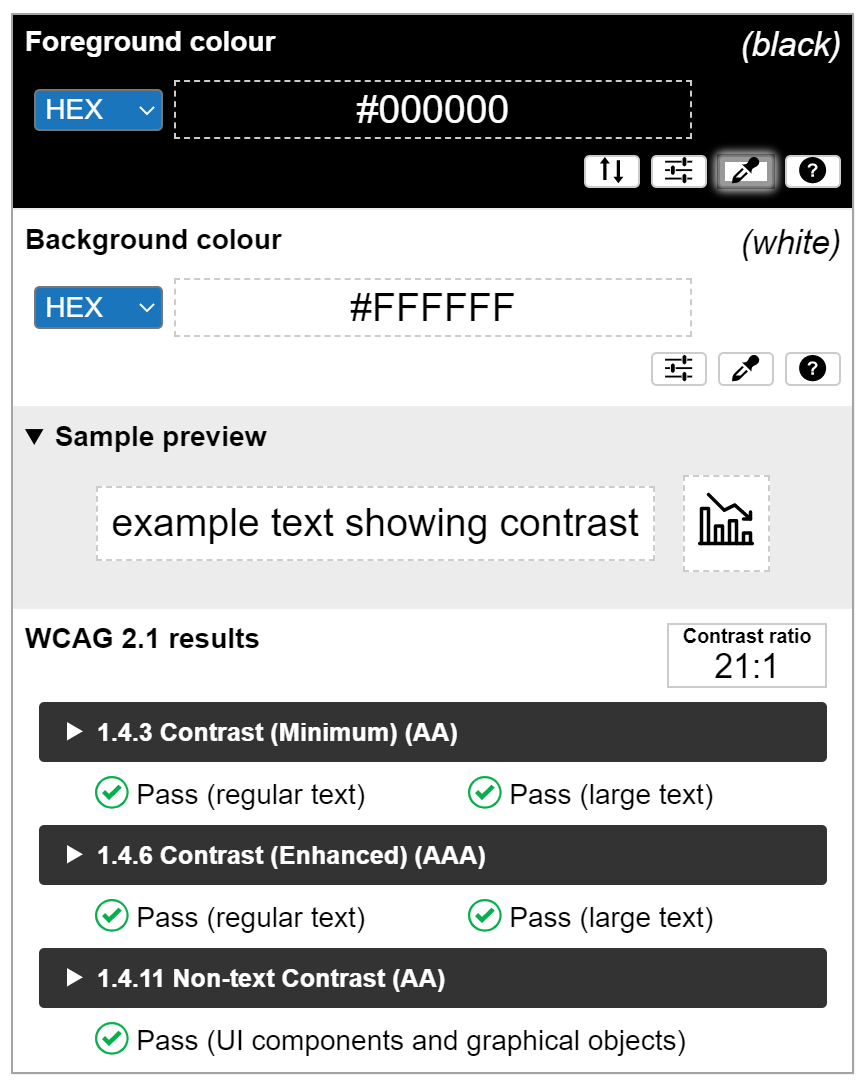 Foreground colour
(black)
HEX
#000000
?
Background colour
(white)
HEX
#FFFFFF
?
Sample preview
example text showing contrast
WCAG 2.1 results
Contrast ratio
21:1
1.4.3 Contrast (Minimum) (AA)
Pass (regular text)
Pass (large text)
1.4.6 Contrast (Enhanced) (AAA)
Pass (regular text)
Pass (large text)
1.4.11 Non-text Contrast (AA)
Pass (UI components and graphical objects)